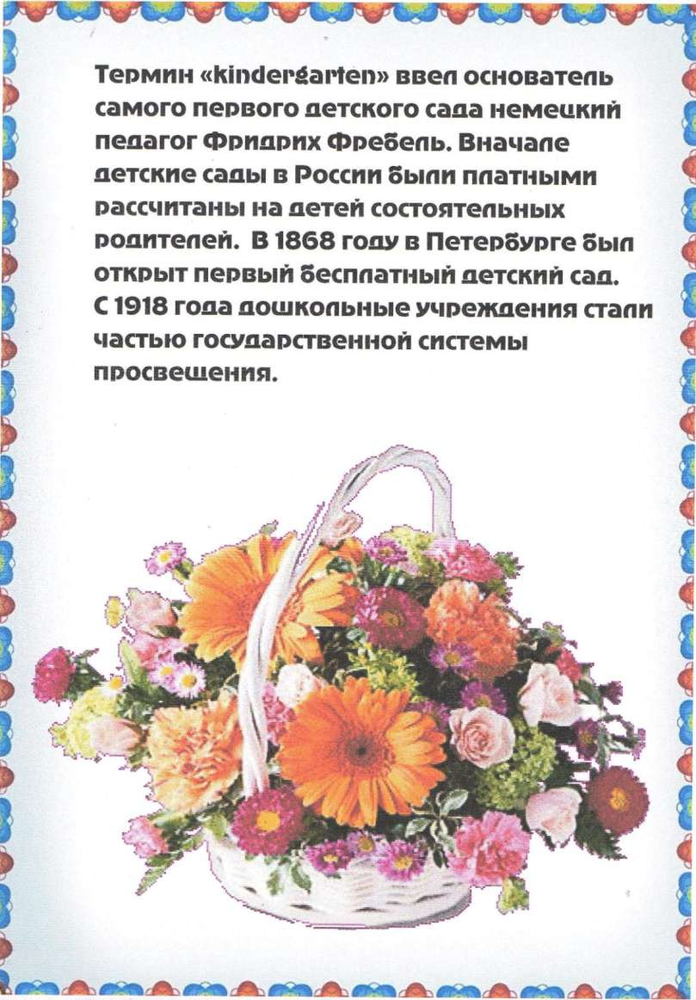 Термин «kindergarten» ввел основатель
самого первого детского сада немецкий
педагог Фридрих Фребель. Вначале
детские сады в России были платными
рассчитаны на детей состоятельных
родителей. В 1868 году в Петербурге был
открыт первый бесплатный детский сад.
С 1918 года дошкольные учреждения стали
частью государственной системы
просвещения.